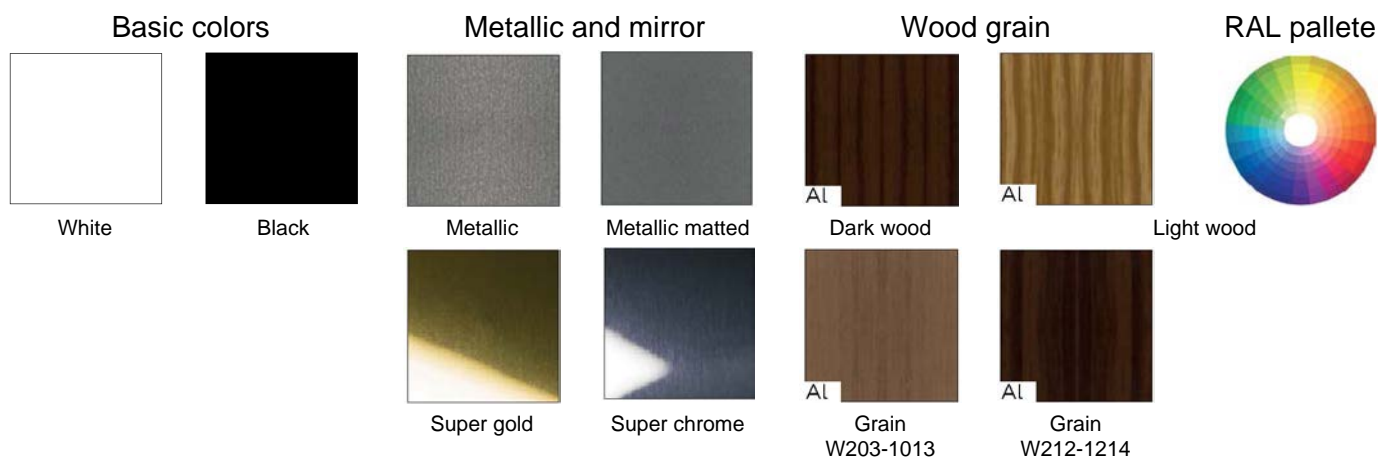 Basic colors
Metallic and mirror
Wood grain
RAL pallete
Al
Al
White
Black
Metallic
Metallic matted
Dark wood
Light wood
Al
Al
Super gold
Super chrome
Grain
W203-1013
Grain
W212-1214